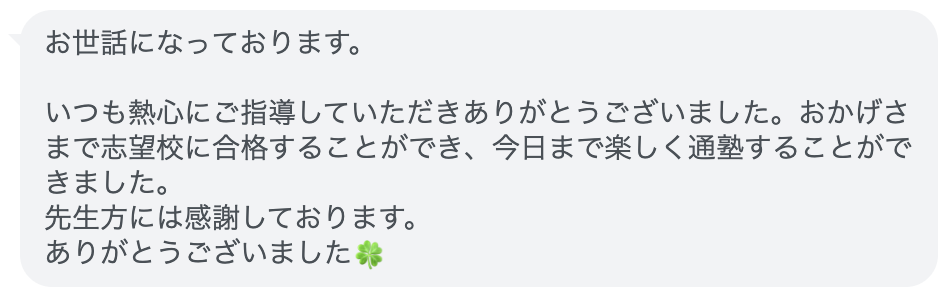 お世話になっております。
いつも熱心にご指導していただきありがとうございました。おかげさ
まで志望校に合格することができ、今日まで楽しく通塾することがで
きました。
先生方には感謝しております。
ありがとうございました🍀